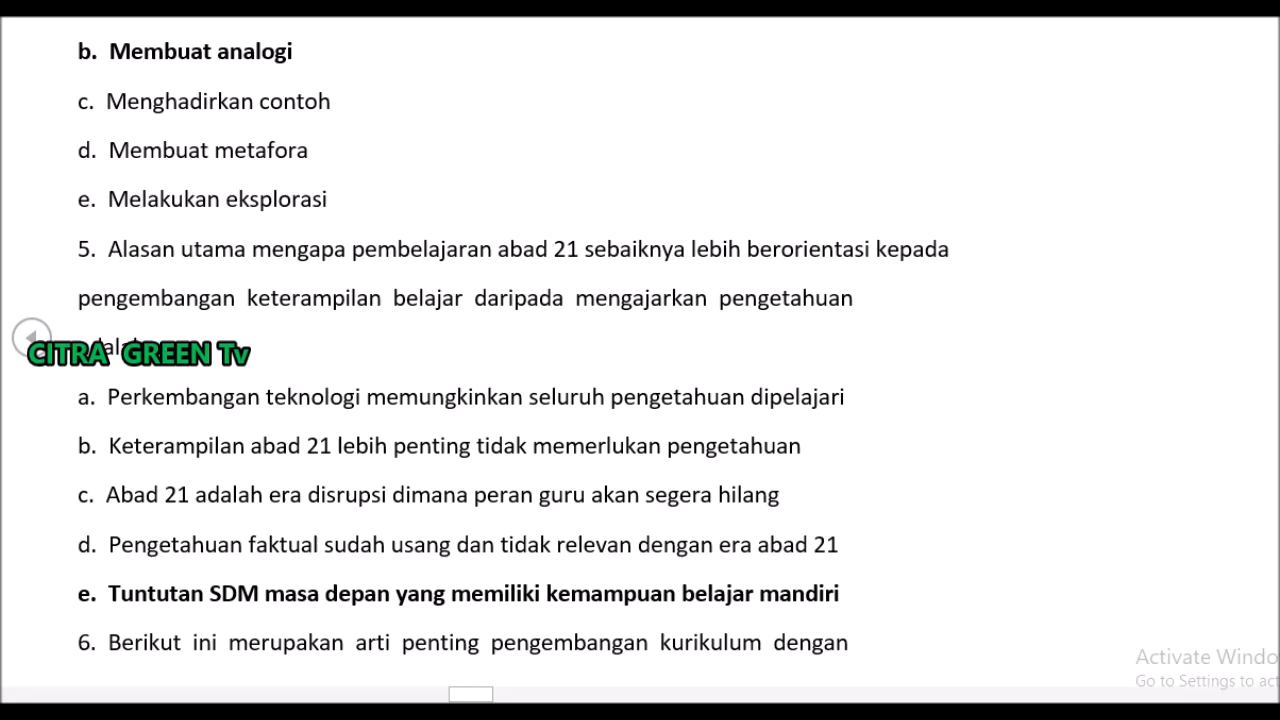 b. Membuat analogi
c. Menghadirkan contoh
d. Membuat metafora
e. Melakukan eksplorasi
5. Alasan utama mengapa pembelajaran abad 21 sebaiknya lebih berorientasi kepada
pengembangan keterampilan belajar daripada mengajarkan pengetahuan
CITRA GREEN Tv
a. Perkembangan teknologi memungkinkan seluruh pengetahuan dipelajari
b. Keterampilan abad 21 lebih penting tidak memerlukan pengetahuan
c. Abad 21 adalah era disrupsi dimana peran guru akan segera hilang
d. Pengetahuan faktual sudah usang dan tidak relevan dengan era abad 21
e. Tuntutan SDM masa depan yang memiliki kemampuan belajar mandiri
6. Berikut ini merupakan arti penting pengembangan kurikulum dengan
Activate Windo
Go to Settings to act